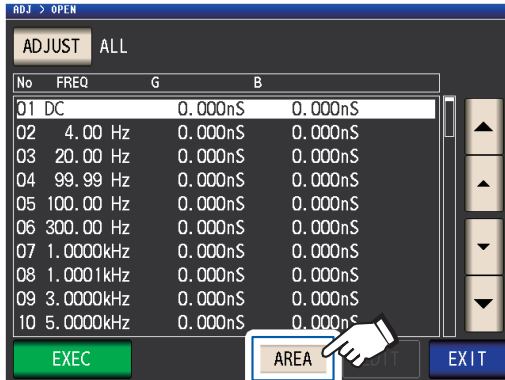 ADJ > OPEN
ADJUST ALL
No FREQ G B
01 DC 0.000nS 0.000nS
02 4.00 Hz 0.000nS 0.000nS
03 20.00 Hz 0.000nS 0.000nS
04 99.99 Hz 0.000nS 0.000nS
05 100.00 Hz 0.000nS 0.000nS
06 300.00 Hz 0.000nS 0.000nS
07 1.0000kHz 0.000nS 0.000nS
08 1.0001kHz 0.000nS 0.000nS
09 3.0000kHz 0.000nS 0.000nS
10 5.0000kHz 0.000nS 0.000nS
EXEC AREA EXIT